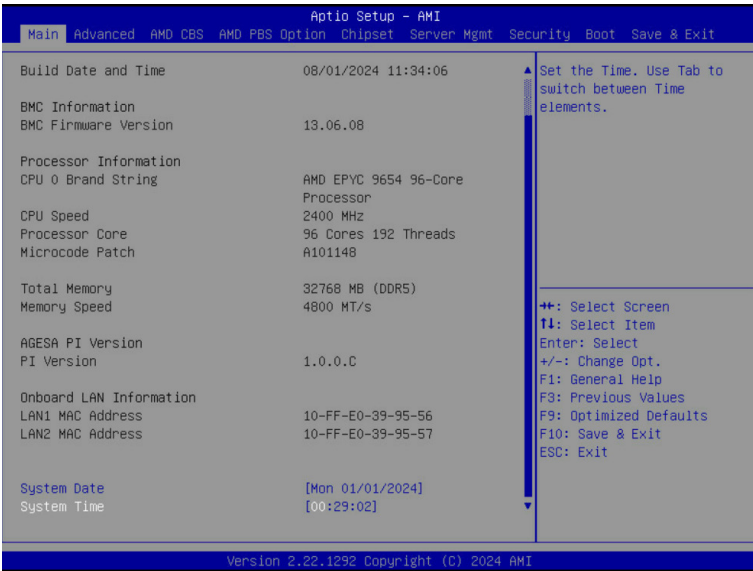 Aptio Setup - AMI
Main Advanced AMD CBS AMD PBS Option Chipset Server Mgmt Security Boot Save & Exit
Build Date and Time 08/01/2024 11:34:06
BMC Information
BMC Firmware Version 13.06.08
Processor Information
CPU 0 Brand String AMD EPYC 9654 96-Core
Processor
CPU Speed 2400 MHz
Processor Core 96 Cores 192 Threads
Microcode Patch A101148
Total Memory 32768 MB (DDR5)
Memory Speed 4800 MT/s
AGESA PI Version
PI Version 1.0.0.C
Onboard LAN Information
LAN1 MAC Address 10-FF-E0-39-95-56
LAN2 MAC Address 10-FF-E0-39-95-57
System Date [Mon 01/01/2024]
System Time [00:29:02]
Set the Time. Use Tab to
switch between Time
elements.
→←: Select Screen
↑↓: Select Item
Enter: Select
+/-: Change Opt.
F1: General Help
F3: Previous Values
F9: Optimized Defaults
F10: Save & Exit
ESC: Exit
Version 2.22.1292 Copyright (C) 2024 AMI